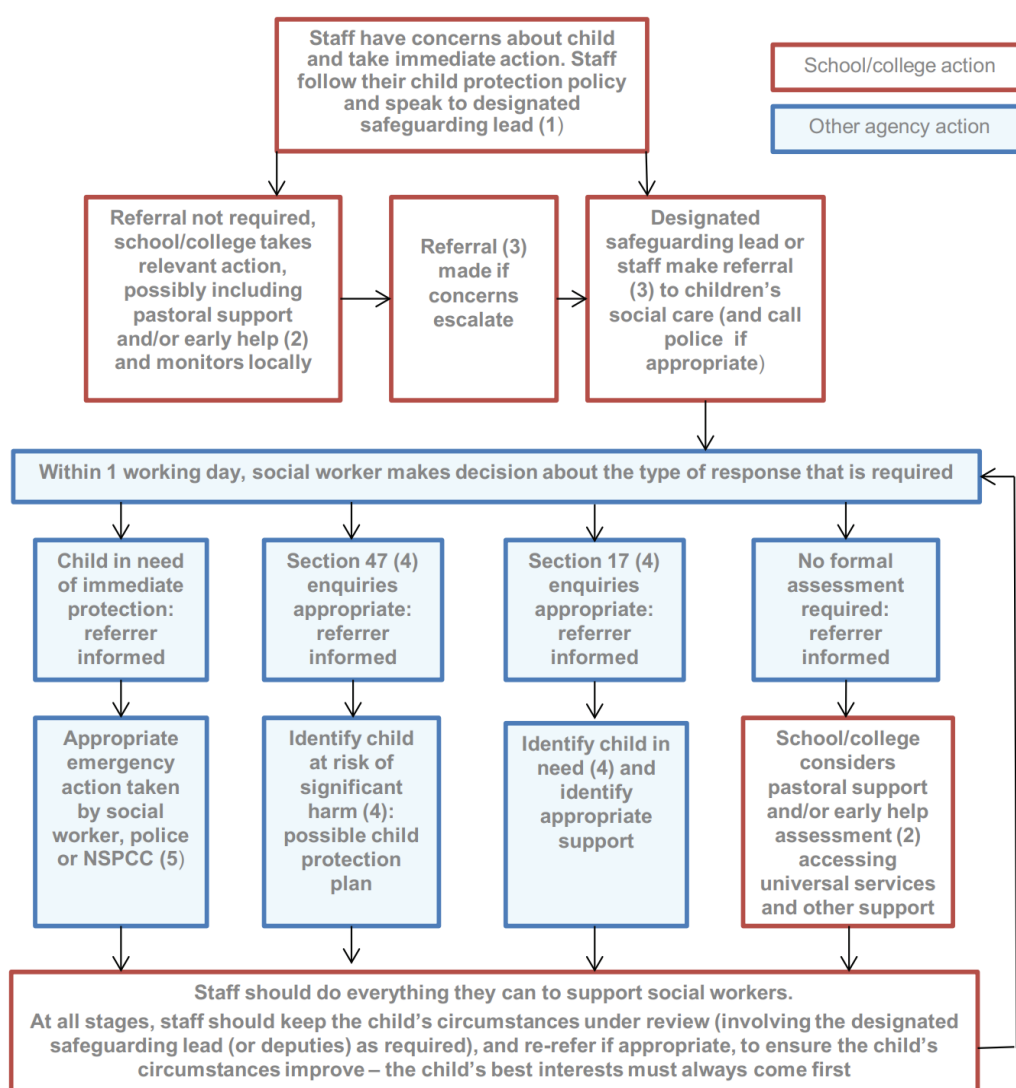 Staff have concerns about child
and take immediate action. Staff
follow their child protection policy
and speak to designated
safeguarding lead (1)
School/college action
Other agency action
Referral not required,
school/college takes
relevant action,
possibly including
pastoral support
and/or early help (2)
and monitors locally
Referral (3)
made if
concerns
escalate
Designated
safeguarding lead or
staff make referral
(3) to children’s
social care (and call
police if
appropriate)
Within 1 working day, social worker makes decision about the type of response that is required
Child in need
of immediate
protection:
referrer
informed
Section 47 (4)
enquiries
appropriate:
referrer
informed
Section 17 (4)
enquiries
appropriate:
referrer
informed
No formal
assessment
required:
referrer
informed
Appropriate
emergency
action taken
by social
worker, police
or NSPCC (5)
Identify child
at risk of
significant
harm (4):
possible child
protection
plan
Identify child in
need (4) and
identify
appropriate
support
School/college
considers
pastoral support
and/or early help
assessment (2)
accessing
universal services
and other support
Staff should do everything they can to support social workers.
At all stages, staff should keep the child’s circumstances under review (involving the designated
safeguarding lead (or deputies) as required), and re-refer if appropriate, to ensure the child’s
circumstances improve – the child’s best interests must always come first